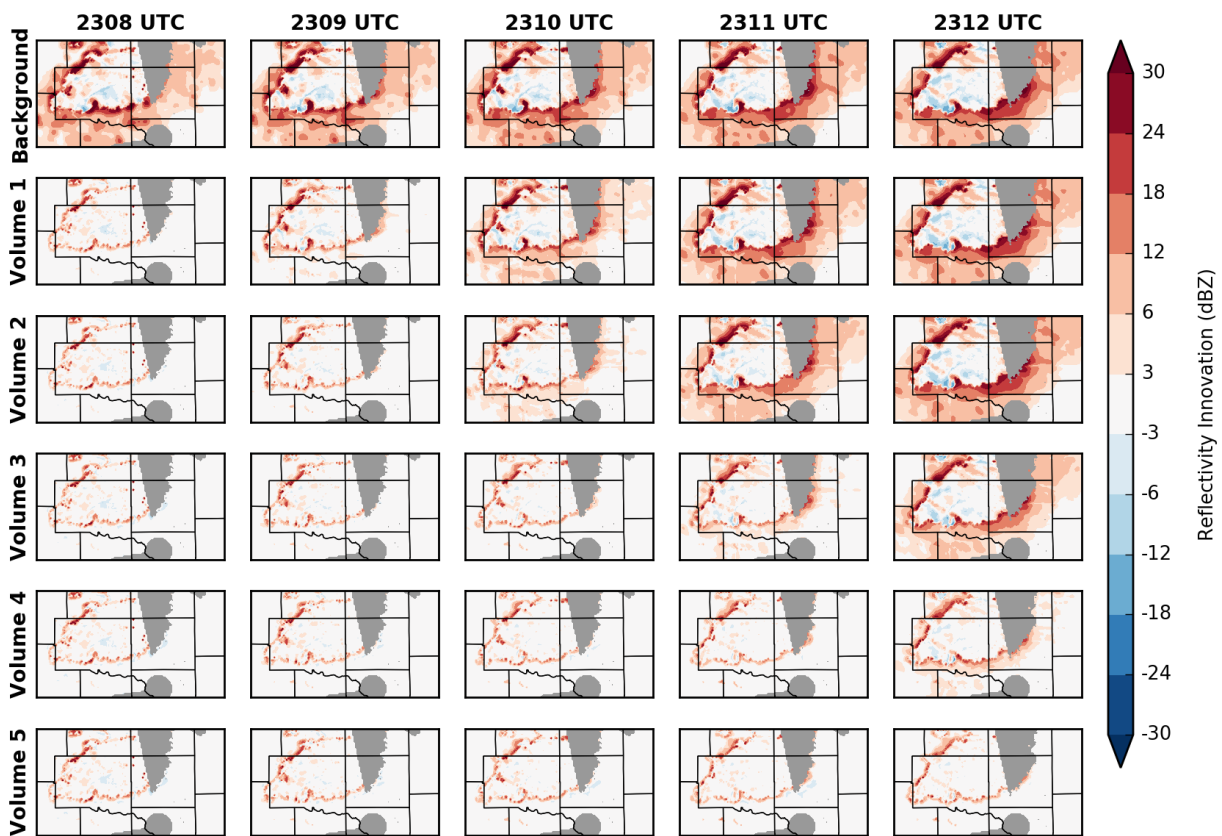 2308 UTC 2309 UTC 2310 UTC 2311 UTC 2312 UTC
Background
Volume 1
Volume 2
Volume 3
Volume 4
Volume 5
30
24
18
12
6
3
-3
-6
-12
-18
-24
-30
Reflectivity Innovation (dBZ)